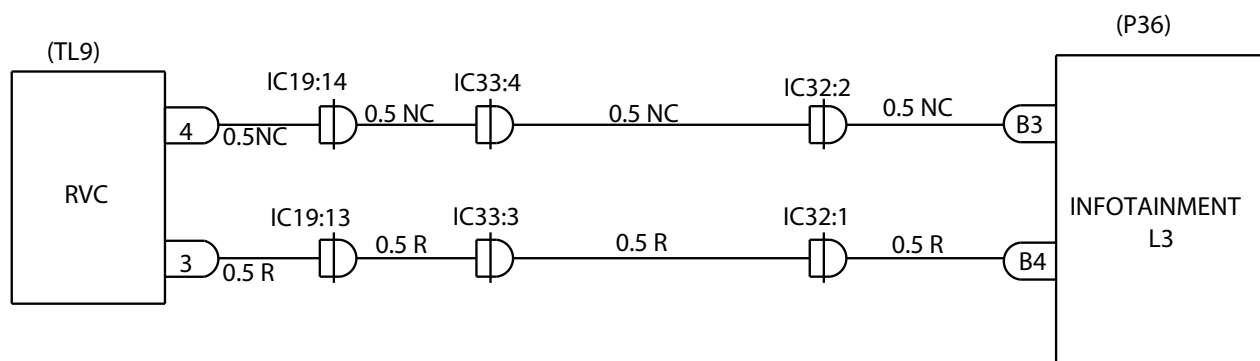 (P36)
(TL9)
IC19:14
IC33:4
IC32:2
0.5 NC
0.5 NC
0.5 NC
4
0.5NC
B3
RVC
INFOTAINMENT
L3
IC19:13
IC33:3
IC32:1
0.5 R
0.5 R
0.5 R
3
0.5 R
B4